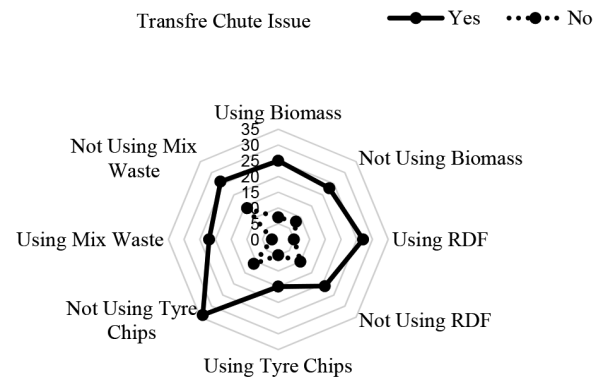 Transfre Chute Issue
Yes
No
Using Biomass
Not Using Biomass
Using RDF
Not Using RDF
Using Tyre Chips
Not Using Tyre
Chips
Using Mix Waste
Not Using Mix
Waste
35
30
25
20
15
10
5
0